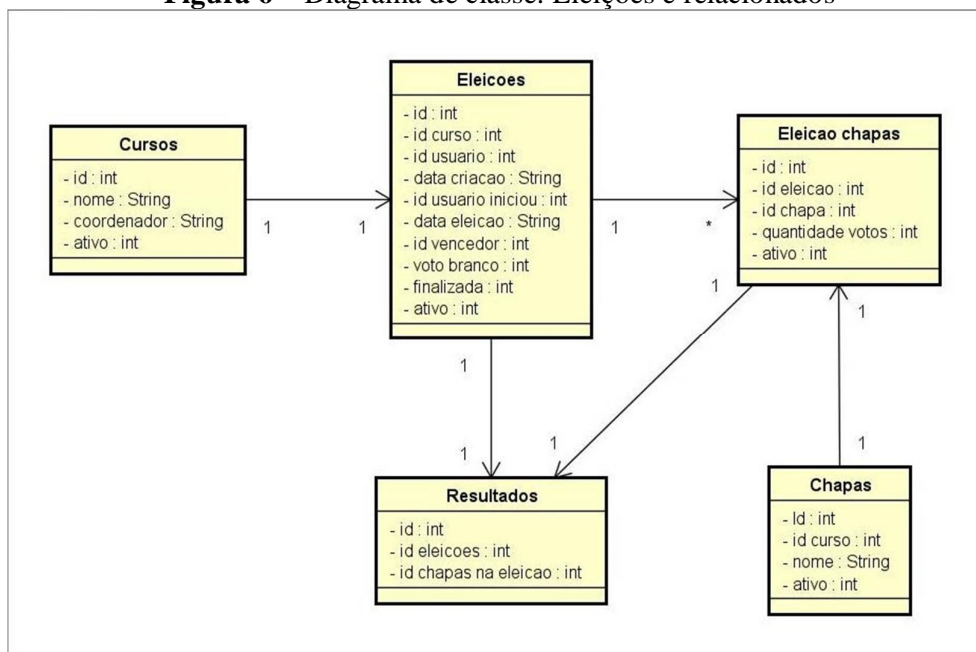 Figura 6 – Diagrama de classe: Eleições e relacionados
Cursos
- id : int
- nome : String
- coordenador : String
- ativo : int
1
1
Eleicoes
- id : int
- id curso : int
- id usuario : int
- data criacao : String
- id usuario iniciou : int
- data eleicao : String
- id vencedor : int
- voto branco : int
- finalizada : int
- ativo : int
1
*
Eleicao chapas
- id : int
- id eleicao : int
- id chapa : int
- quantidade votos : int
- ativo : int
1
1
1
1
1
1
Resultados
- id : int
- id eleicoes : int
- id chapas na eleicao : int
Chapas
- Id : int
- id curso : int
- nome : String
- ativo : int